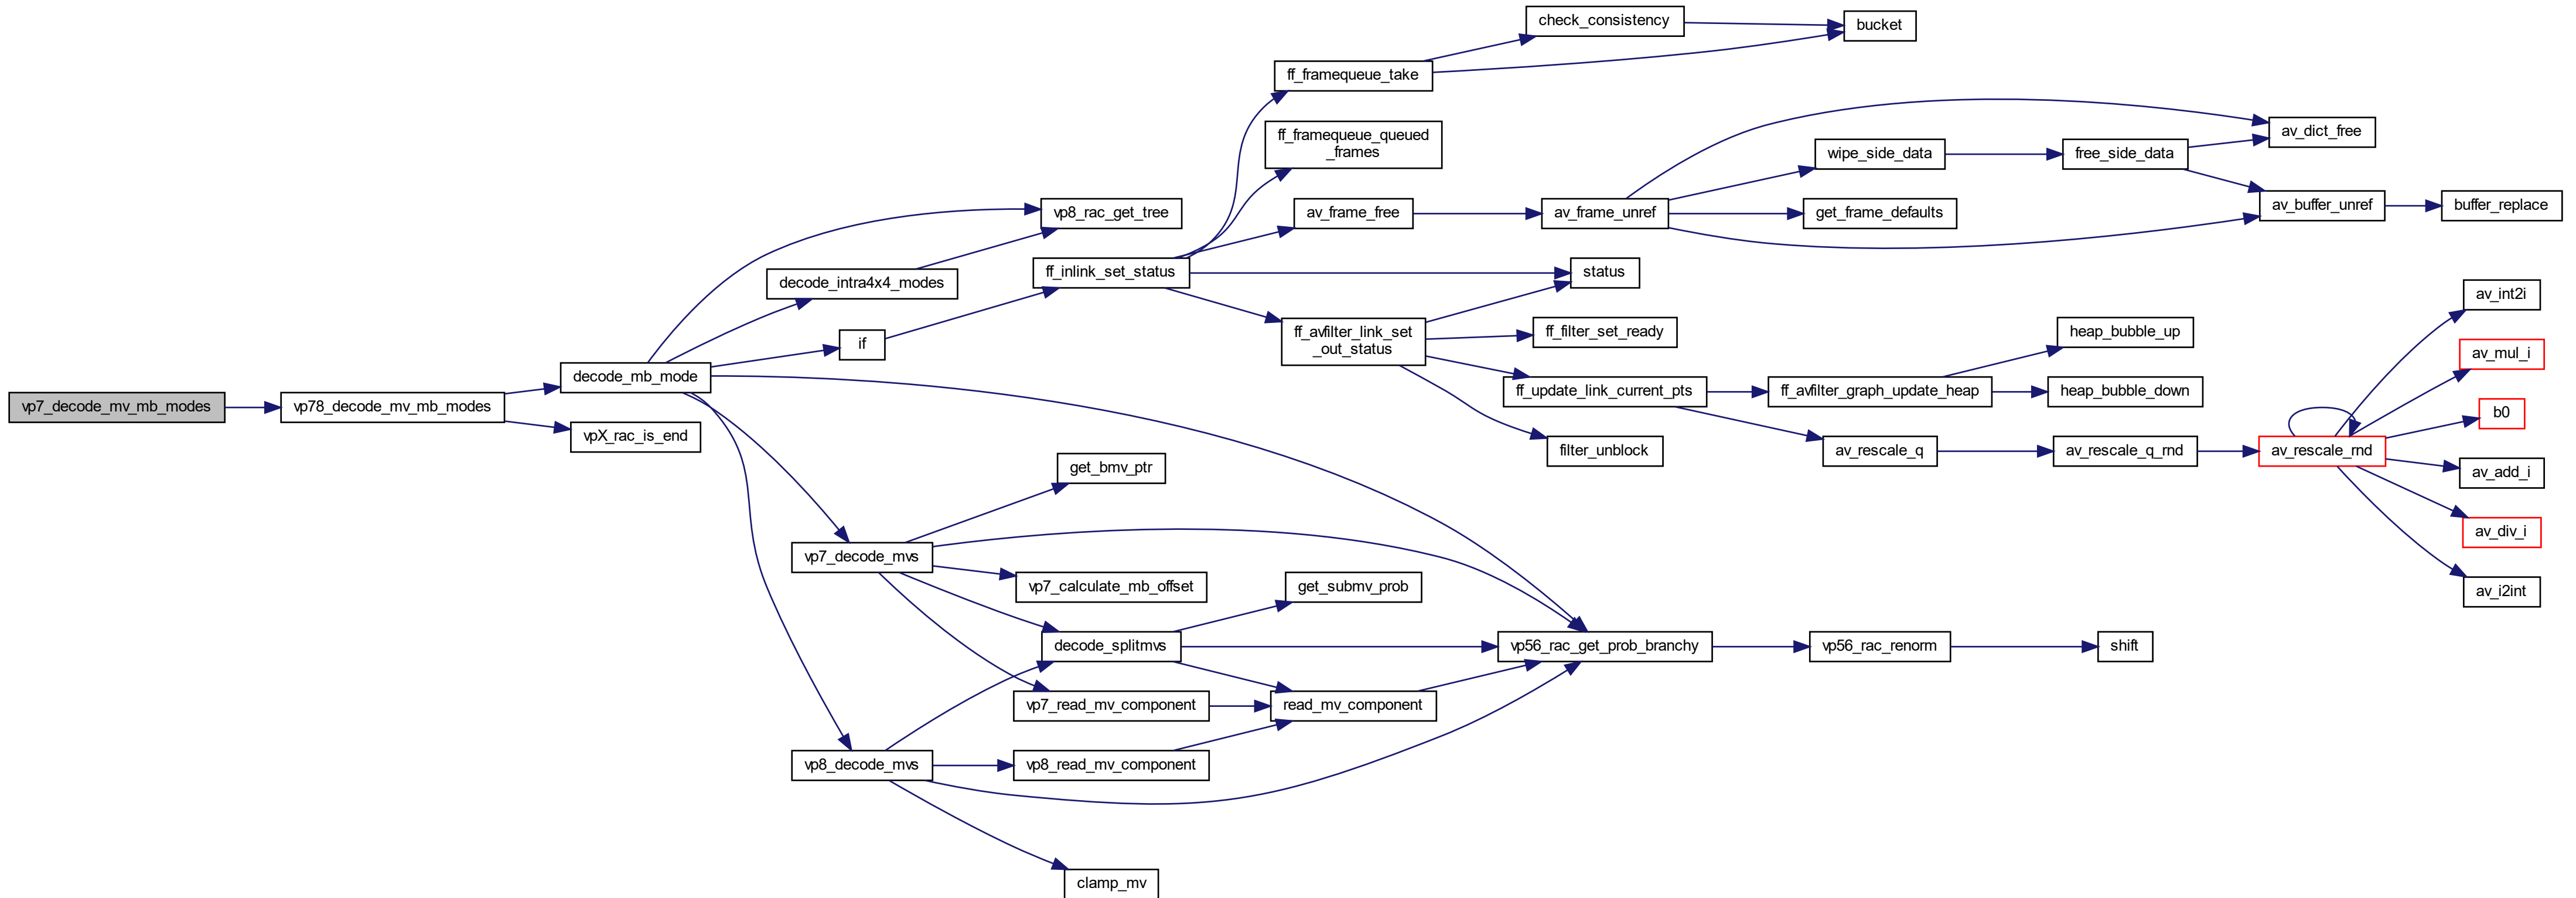 check_consistency
bucket
ff_framequeue_take
ff_framequeue_queued
_frames
av_dict_free
wipe_side_data
free_side_data
vp8_rac_get_tree
av_frame_free
av_frame_unref
get_frame_defaults
av_buffer_unref
buffer_replace
decode_intra4x4_modes
ff_inlink_set_status
status
av_int2i
ff_avfilter_link_set
_out_status
ff_filter_set_ready
heap_bubble_up
if
av_mul_i
decode_mb_mode
ff_update_link_current_pts
ff_avfilter_graph_update_heap
heap_bubble_down
vp7_decode_mv_mb_modes
vp78_decode_mv_mb_modes
b0
vpX_rac_is_end
filter_unblock
av_rescale_q
av_rescale_q_rnd
av_rescale_rnd
get_bmv_ptr
av_add_i
av_div_i
vp7_decode_mvs
vp7_calculate_mb_offset
get_submv_prob
av_i2int
decode_splitmvs
vp56_rac_get_prob_branchy
vp56_rac_renorm
shift
vp7_read_mv_component
read_mv_component
vp8_decode_mvs
vp8_read_mv_component
clamp_mv